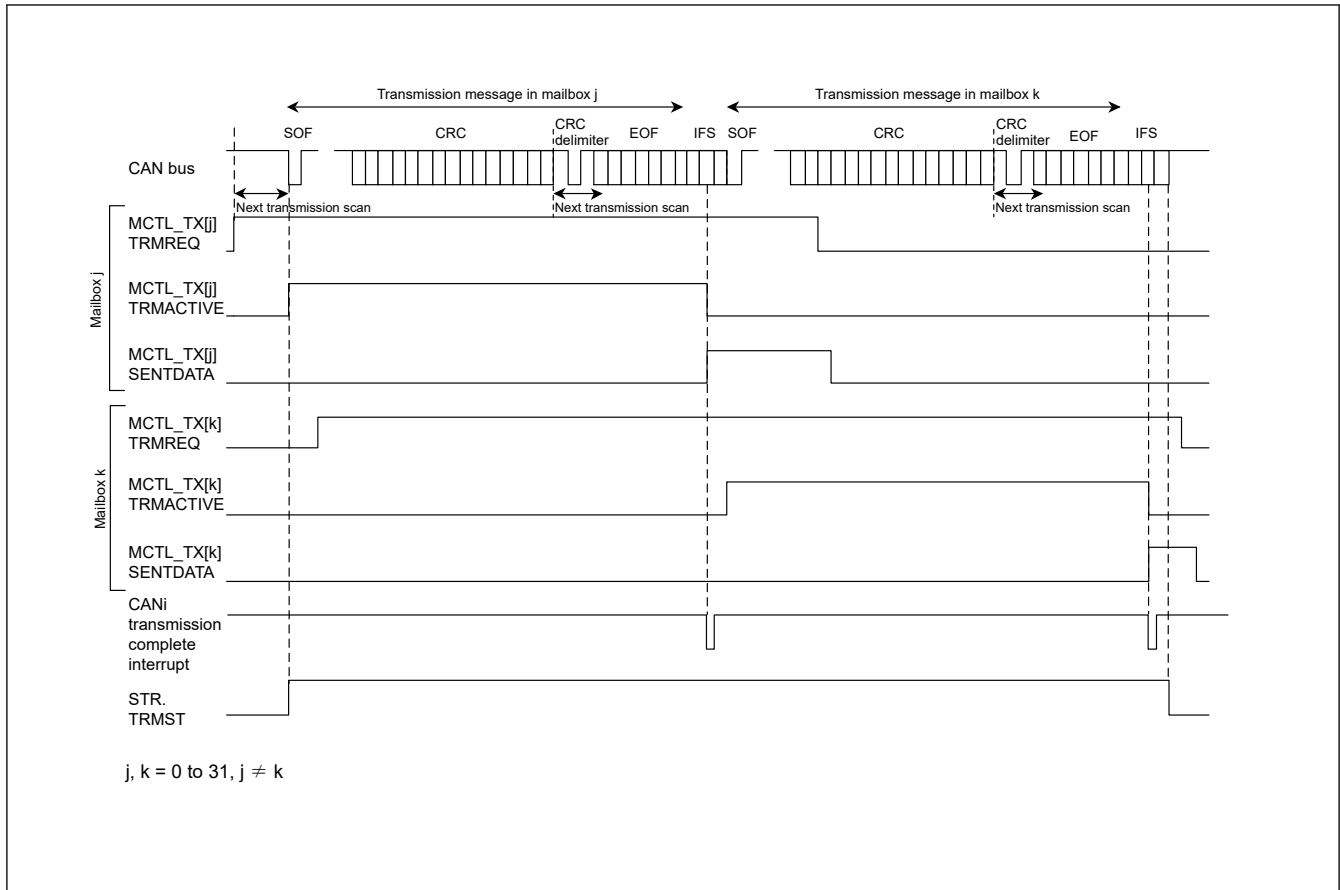 Transmission message in mailbox j
Transmission message in mailbox k
SOF
CRC
CRC
delimiter
EOF
IFS
SOF
CRC
CRC
delimiter
EOF
IFS
CAN bus
Next transmission scan
Next transmission scan
Next transmission scan
Mailbox j
MCTL_TX[j]
TRMREQ
MCTL_TX[j]
TRMACTIVE
MCTL_TX[j]
SENTDATA
Mailbox k
MCTL_TX[k]
TRMREQ
MCTL_TX[k]
TRMACTIVE
MCTL_TX[k]
SENTDATA
CANi
transmission
complete
interrupt
STR.
TRMST
j, k = 0 to 31, j ≠ k